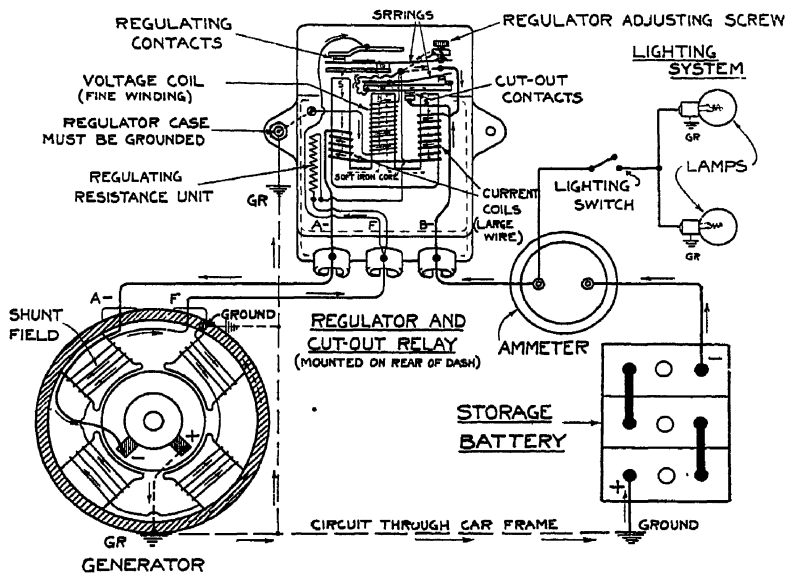 REGULATING
CONTACTS
SRRINGS
REGULATOR ADJUSTING SCREW
LIGHTING
SYSTEM
VOLTAGE COIL
(FINE WINDING)
CUT-OUT
CONTACTS
REGULATOR CASE
MUST BE GROUNDED
GR
LAMPS
REGULATING
RESISTANCE UNIT
SOFT IRON CORE
GR
CURRENT
COILS
(LARGE
WIRE)
LIGHTING
SWITCH
GR
A-
F
B-
A-
F
GROUND
SHUNT
FIELD
REGULATOR AND
CUT-OUT RELAY
(MOUNTED ON REAR OF DASH)
AMMETER
-
STORAGE
BATTERY
-
+
+
GR
CIRCUIT THROUGH CAR FRAME
GROUND
GENERATOR